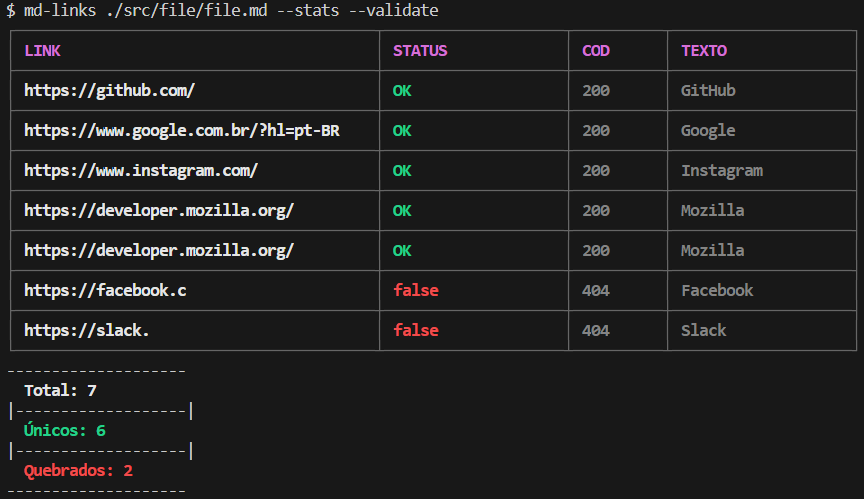 $ md-links ./src/file/file.md --stats --validate
LINK STATUS COD TEXTO
https://github.com/ OK 200 GitHub
https://www.google.com.br/?hl=pt-BR OK 200 Google
https://www.instagram.com/ OK 200 Instagram
https://developer.mozilla.org/ OK 200 Mozilla
https://developer.mozilla.org/ OK 200 Mozilla
https://facebook.c false 404 Facebook
https://slack. false 404 Slack
--------------------
Total: 7
|-------------------|
Únicos: 6
|-------------------|
Quebrados: 2
--------------------